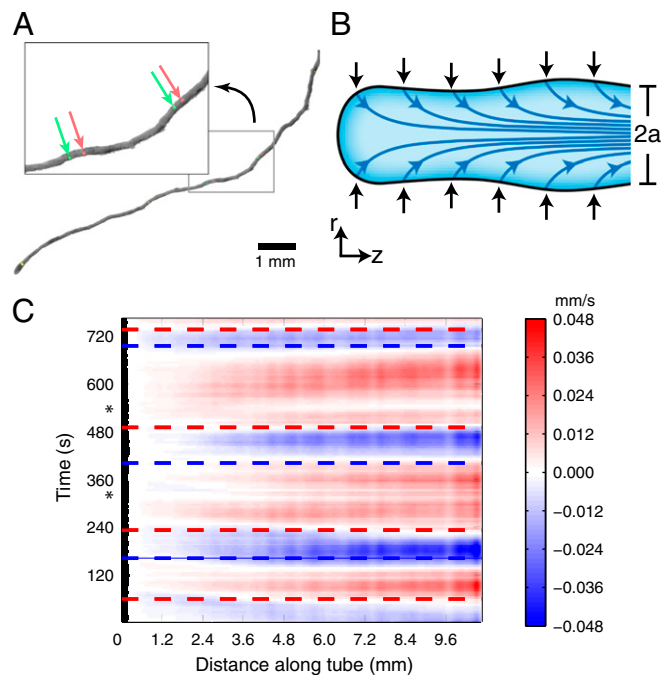 A
1 mm
B
2a
r
z
C
mm/s
720
600
*
480
360
*
240
120
Time (s)
0
1.2
2.4
3.6
4.8
6.0
7.2
8.4
9.6
Distance along tube (mm)
0.048
0.036
0.024
0.012
0.000
−0.012
−0.024
−0.036
−0.048